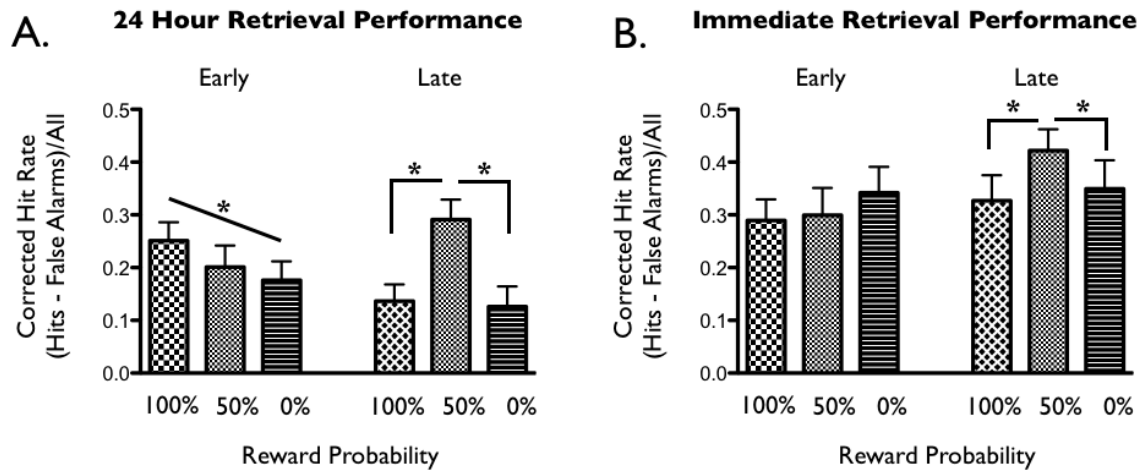 A.
24 Hour Retrieval Performance
Early
Late
Corrected Hit Rate
(Hits - False Alarms)/All
0.5
0.4
0.3
0.2
0.1
0.0
*
*
*
100% 50% 0%
100% 50% 0%
Reward Probability
B.
Immediate Retrieval Performance
Early
Late
Corrected Hit Rate
(Hits - False Alarms)/All
0.5
0.4
0.3
0.2
0.1
0.0
*
*
100% 50% 0%
100% 50% 0%
Reward Probability